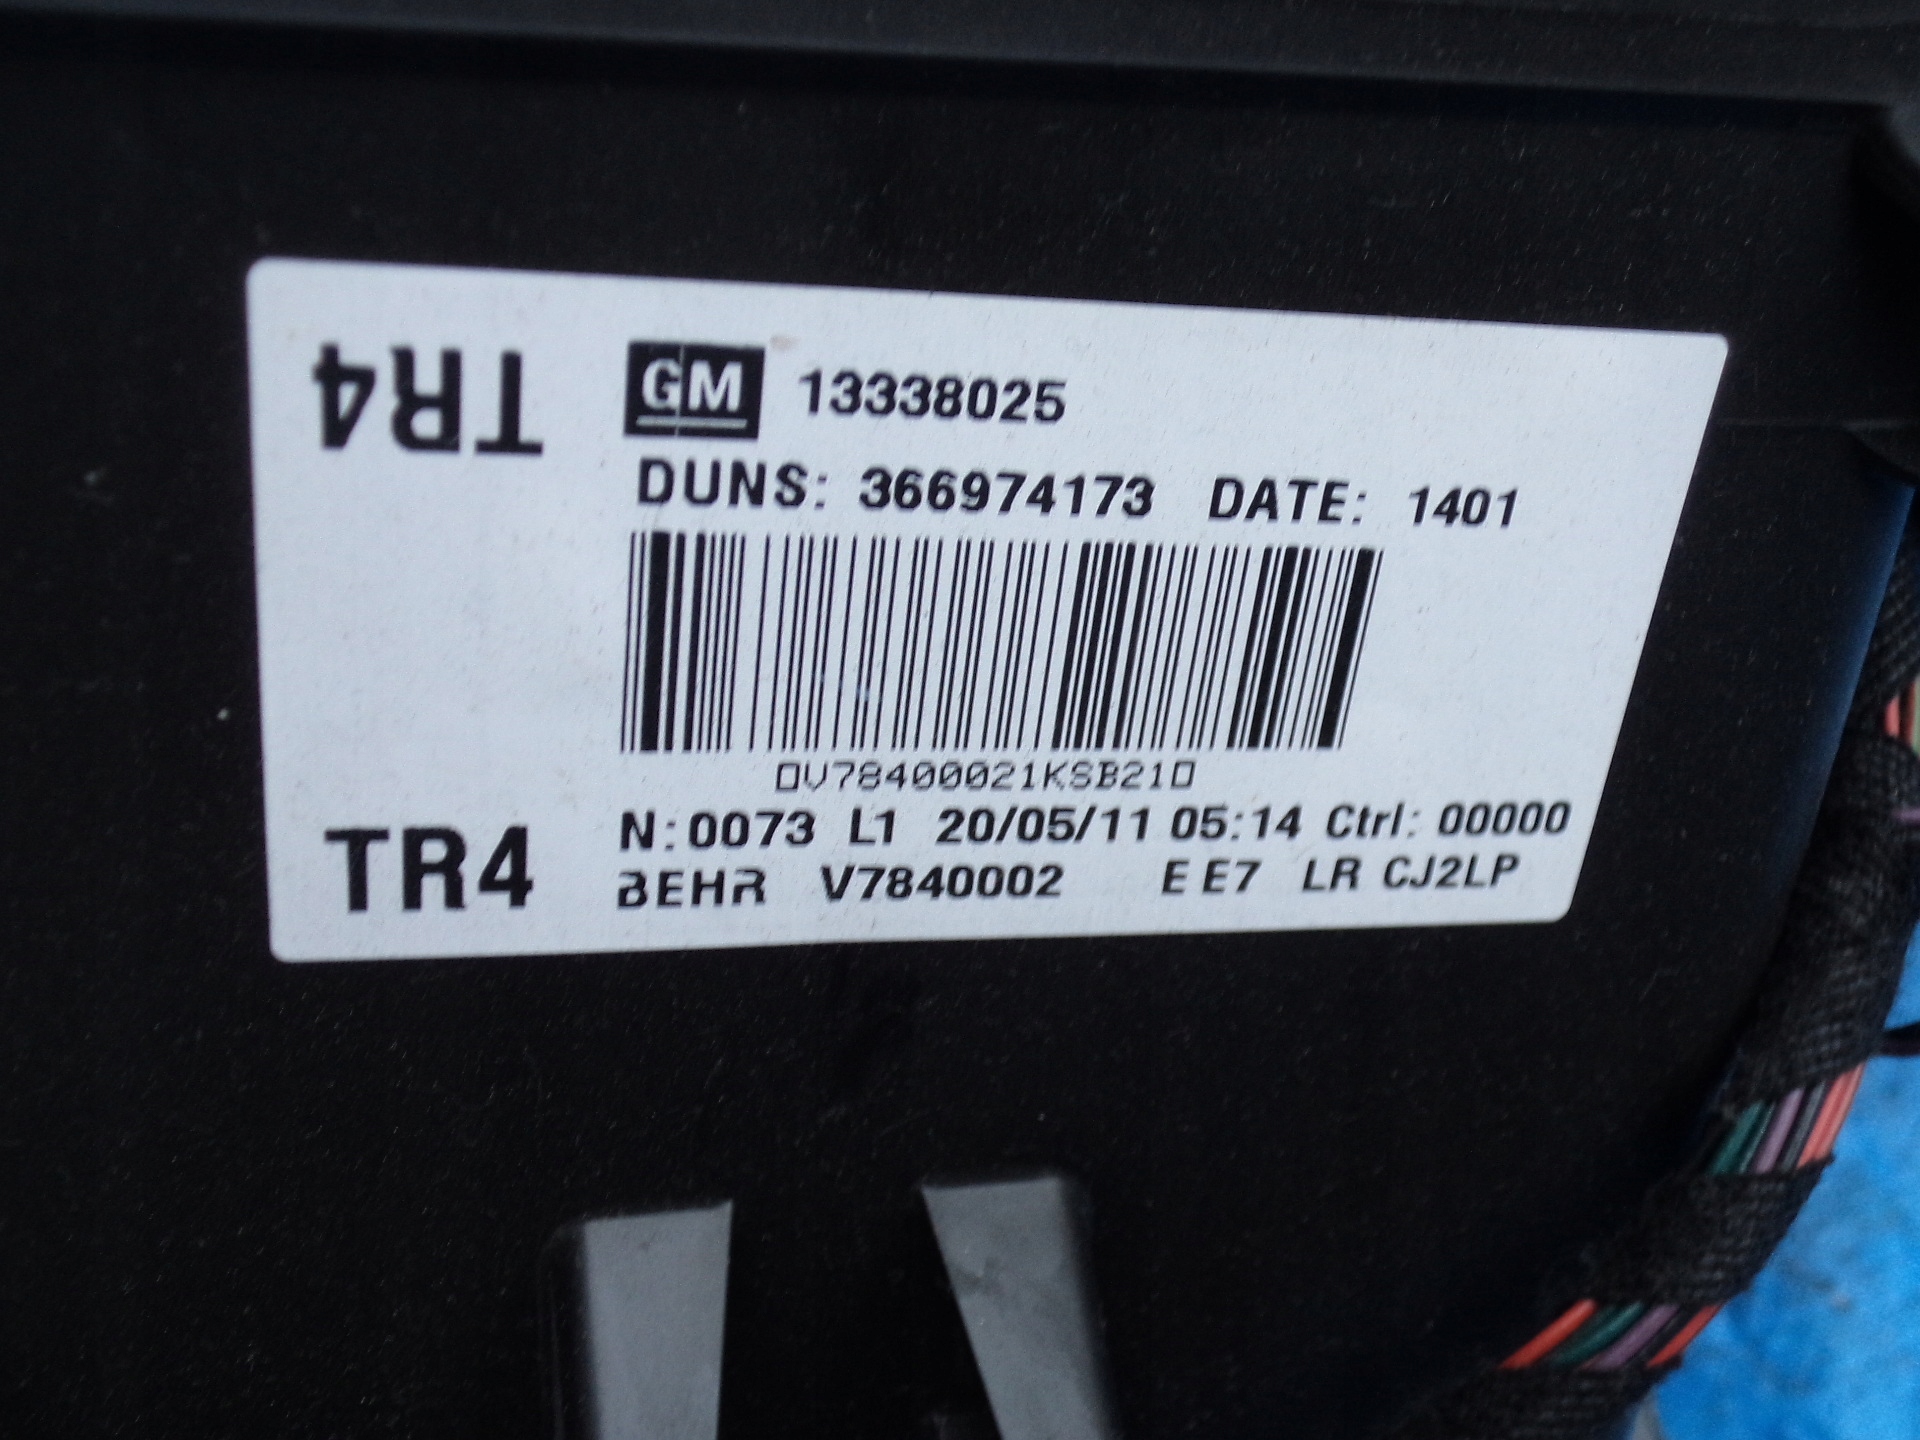 TR4
GM 13338025
DUNS: 366974173 DATE: 1401
0V78400021KSB210
TR4
N:0073 L1 20/05/11 05:14 Ctrl: 00000
BEHR V7840002 E E7 LR CJ2LP